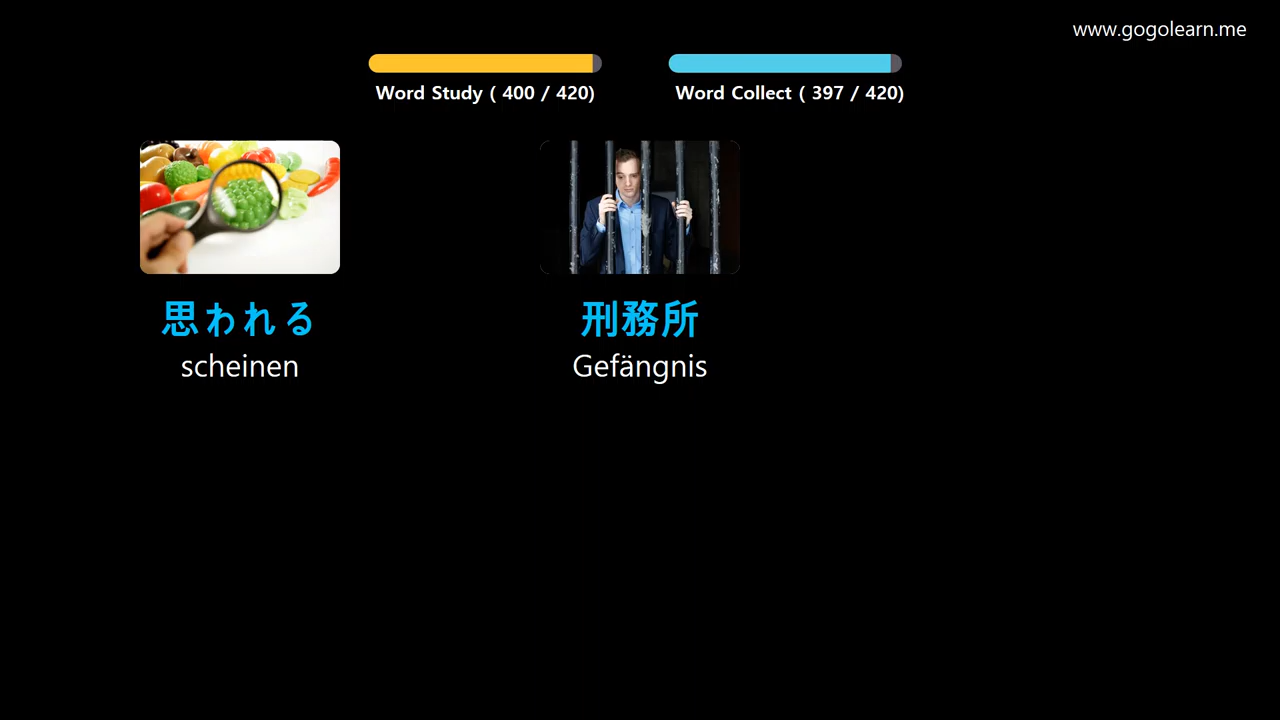 www.gogolearn.me
Word Study ( 400 / 420)
Word Collect ( 397 / 420)
思われる
scheinen
刑務所
Gefängnis